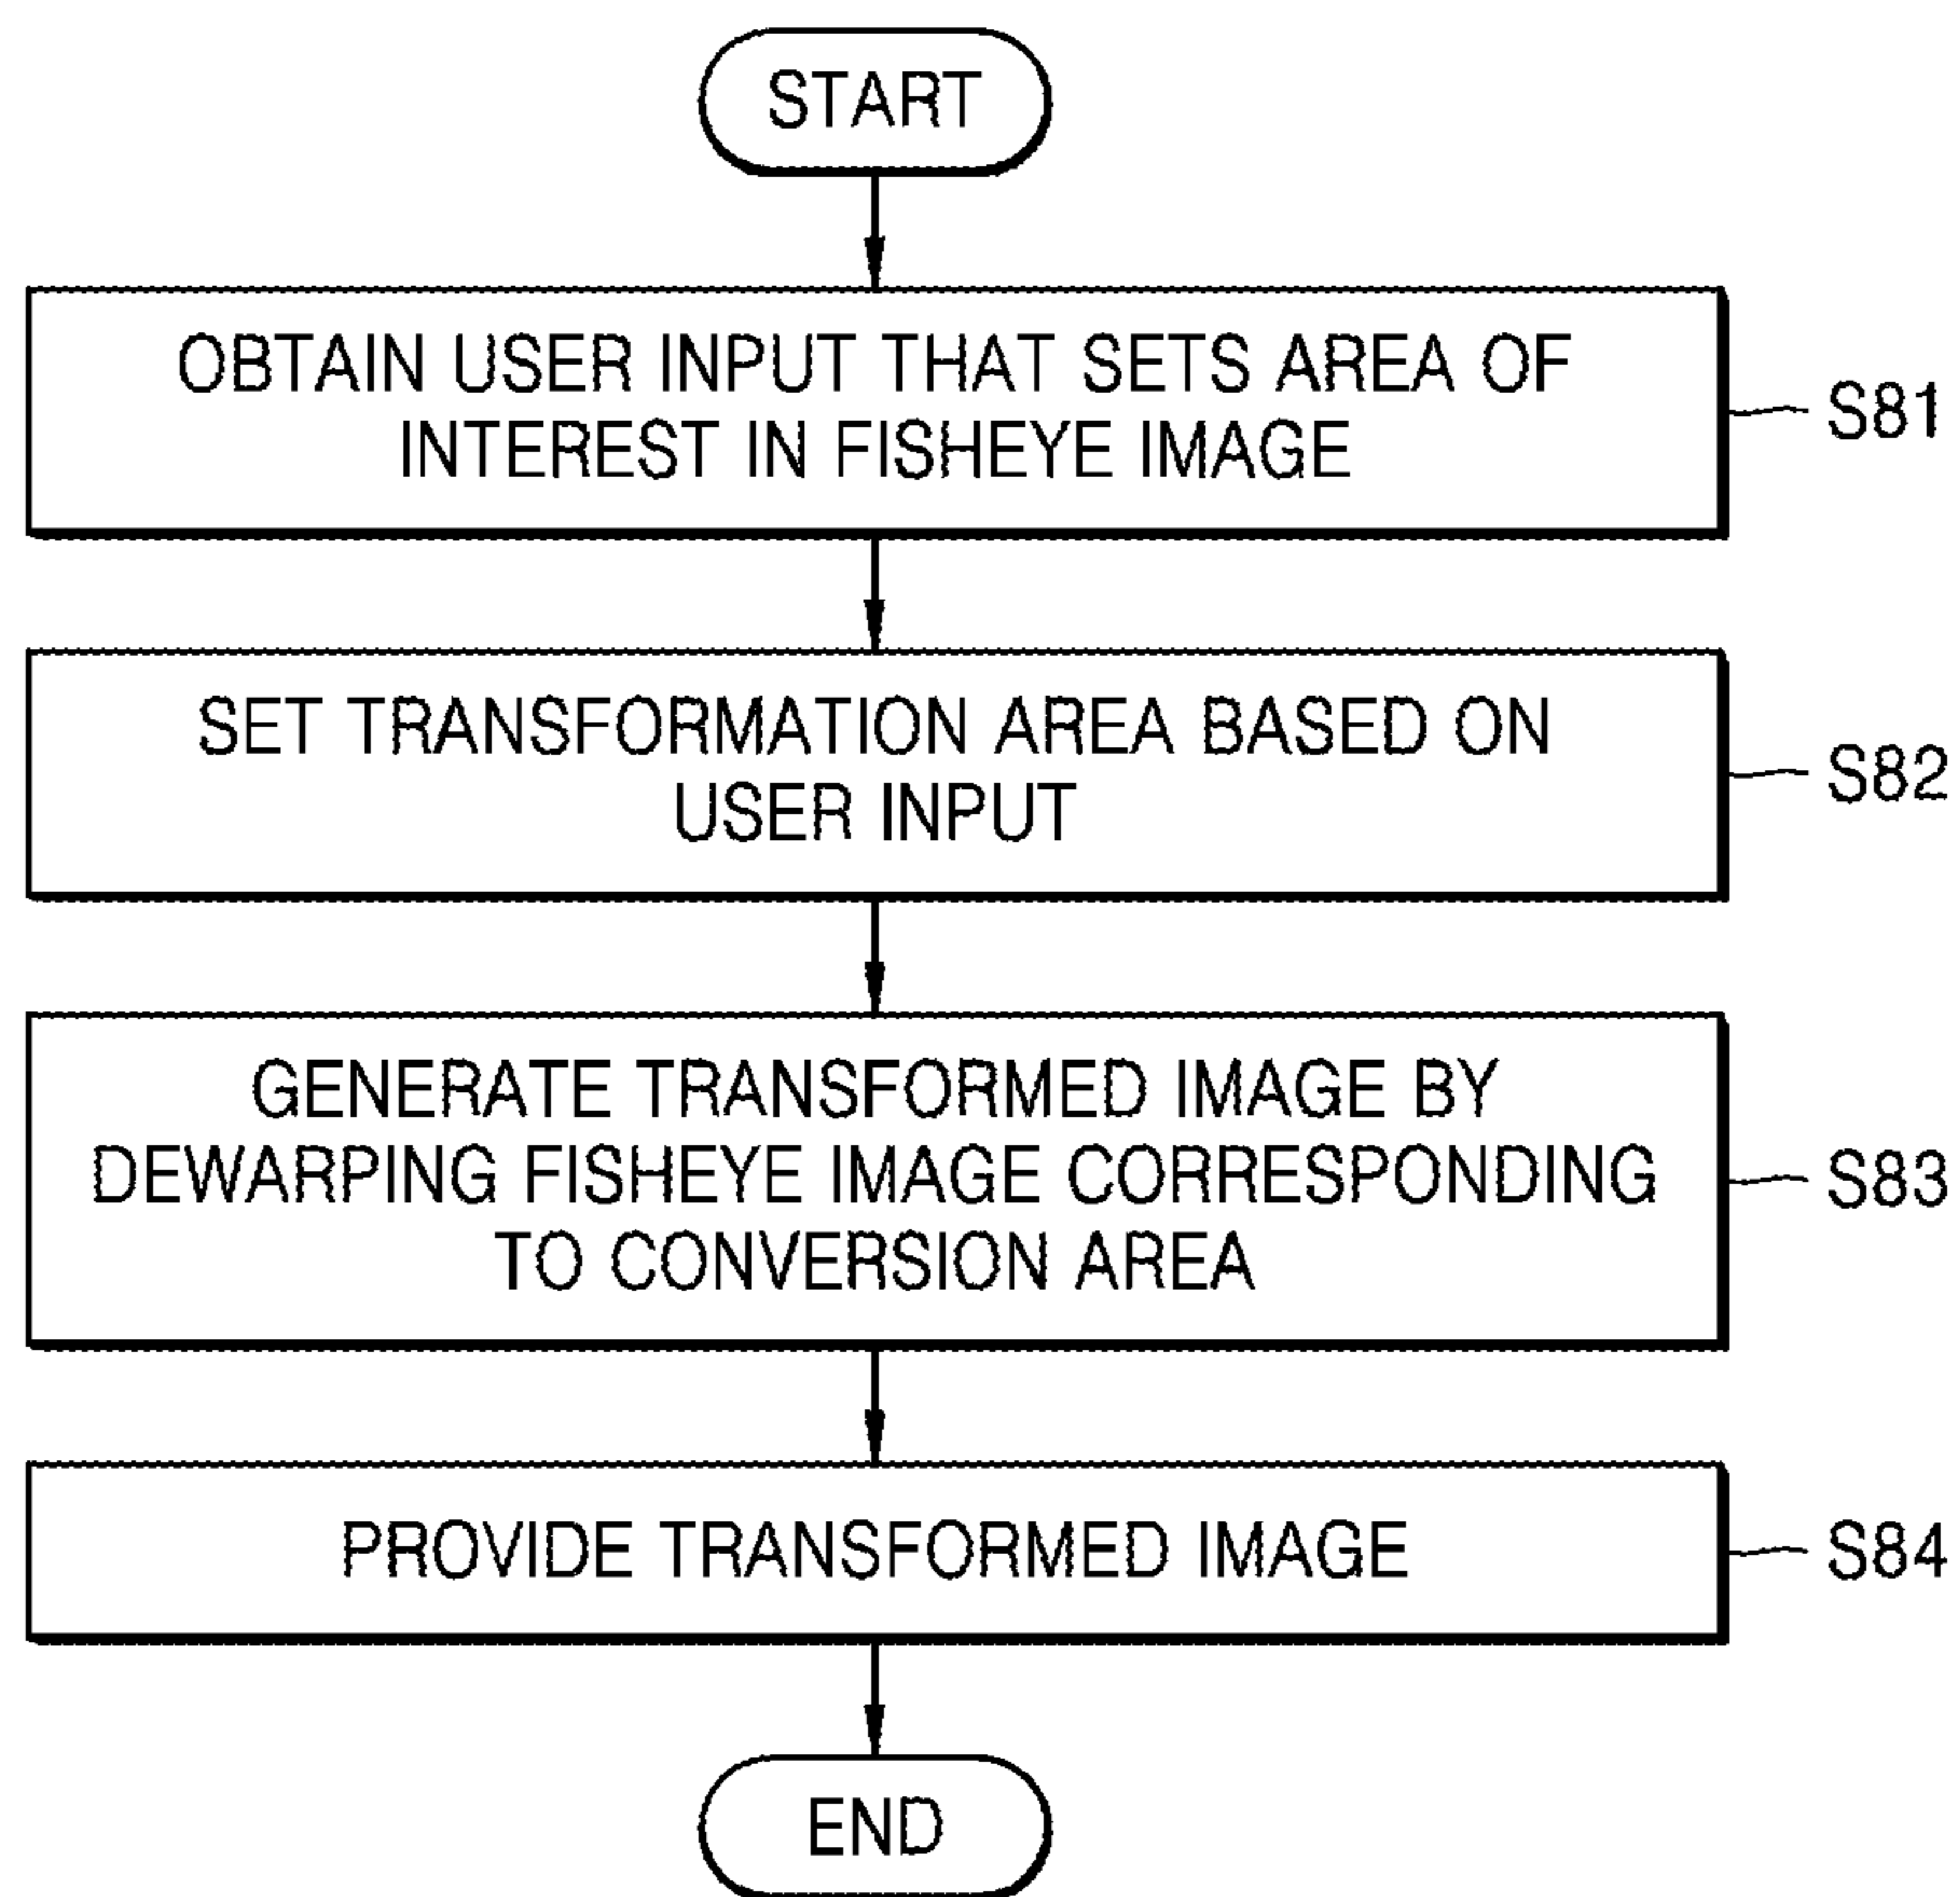 START
OBTAIN USER INPUT THAT SETS AREA OF
INTEREST IN FISHEYE IMAGE
S81
SET TRANSFORMATION AREA BASED ON
USER INPUT
S82
GENERATE TRANSFORMED IMAGE BY
DEWARPING FISHEYE IMAGE CORRESPONDING
TO CONVERSION AREA
S83
PROVIDE TRANSFORMED IMAGE
S84
END